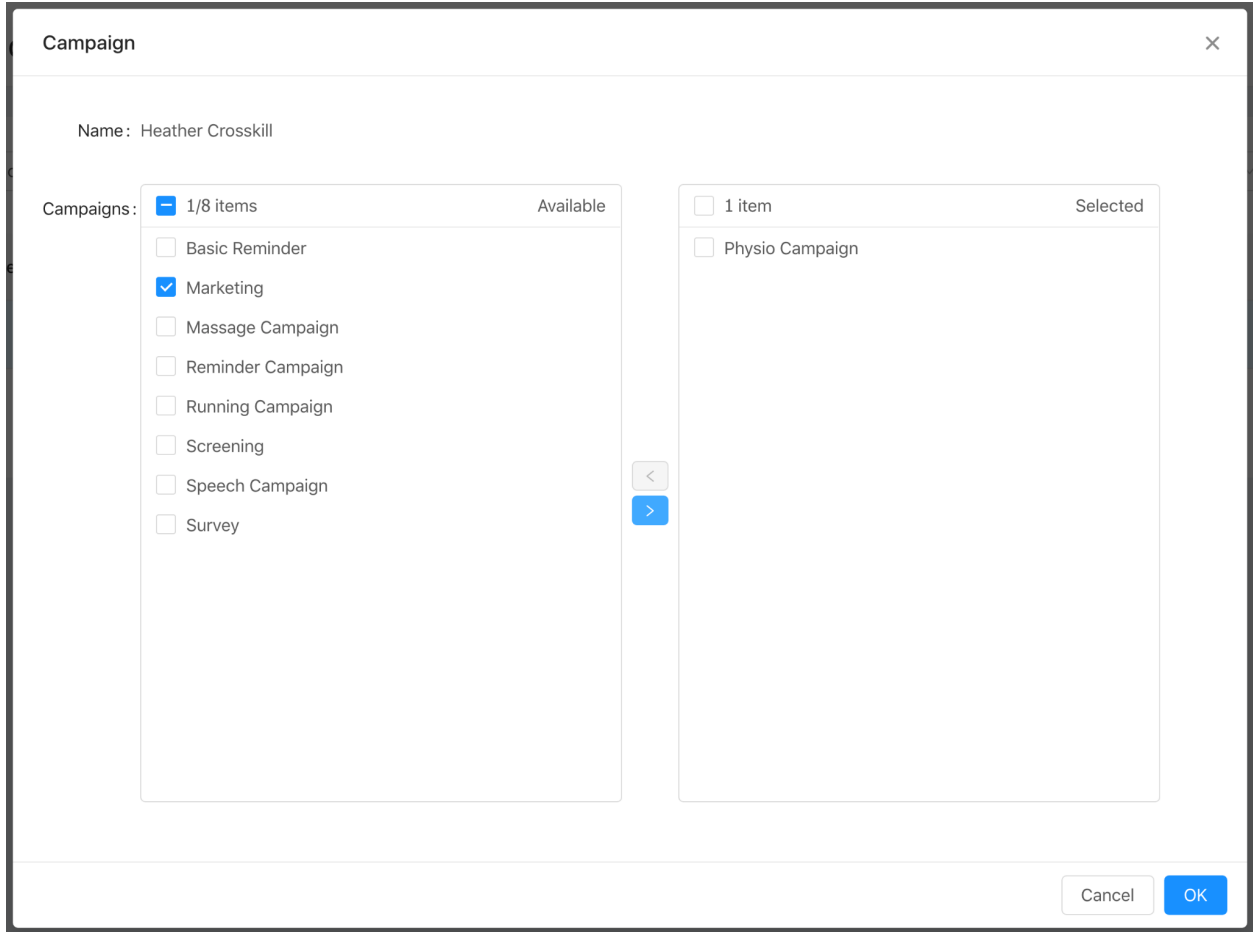 Campaign
Name: Heather Crosskill
Campaigns:
1/8 items Available
Basic Reminder
Marketing
Massage Campaign
Reminder Campaign
Running Campaign
Screening
Speech Campaign
Survey
1 item Selected
Physio Campaign
Cancel OK